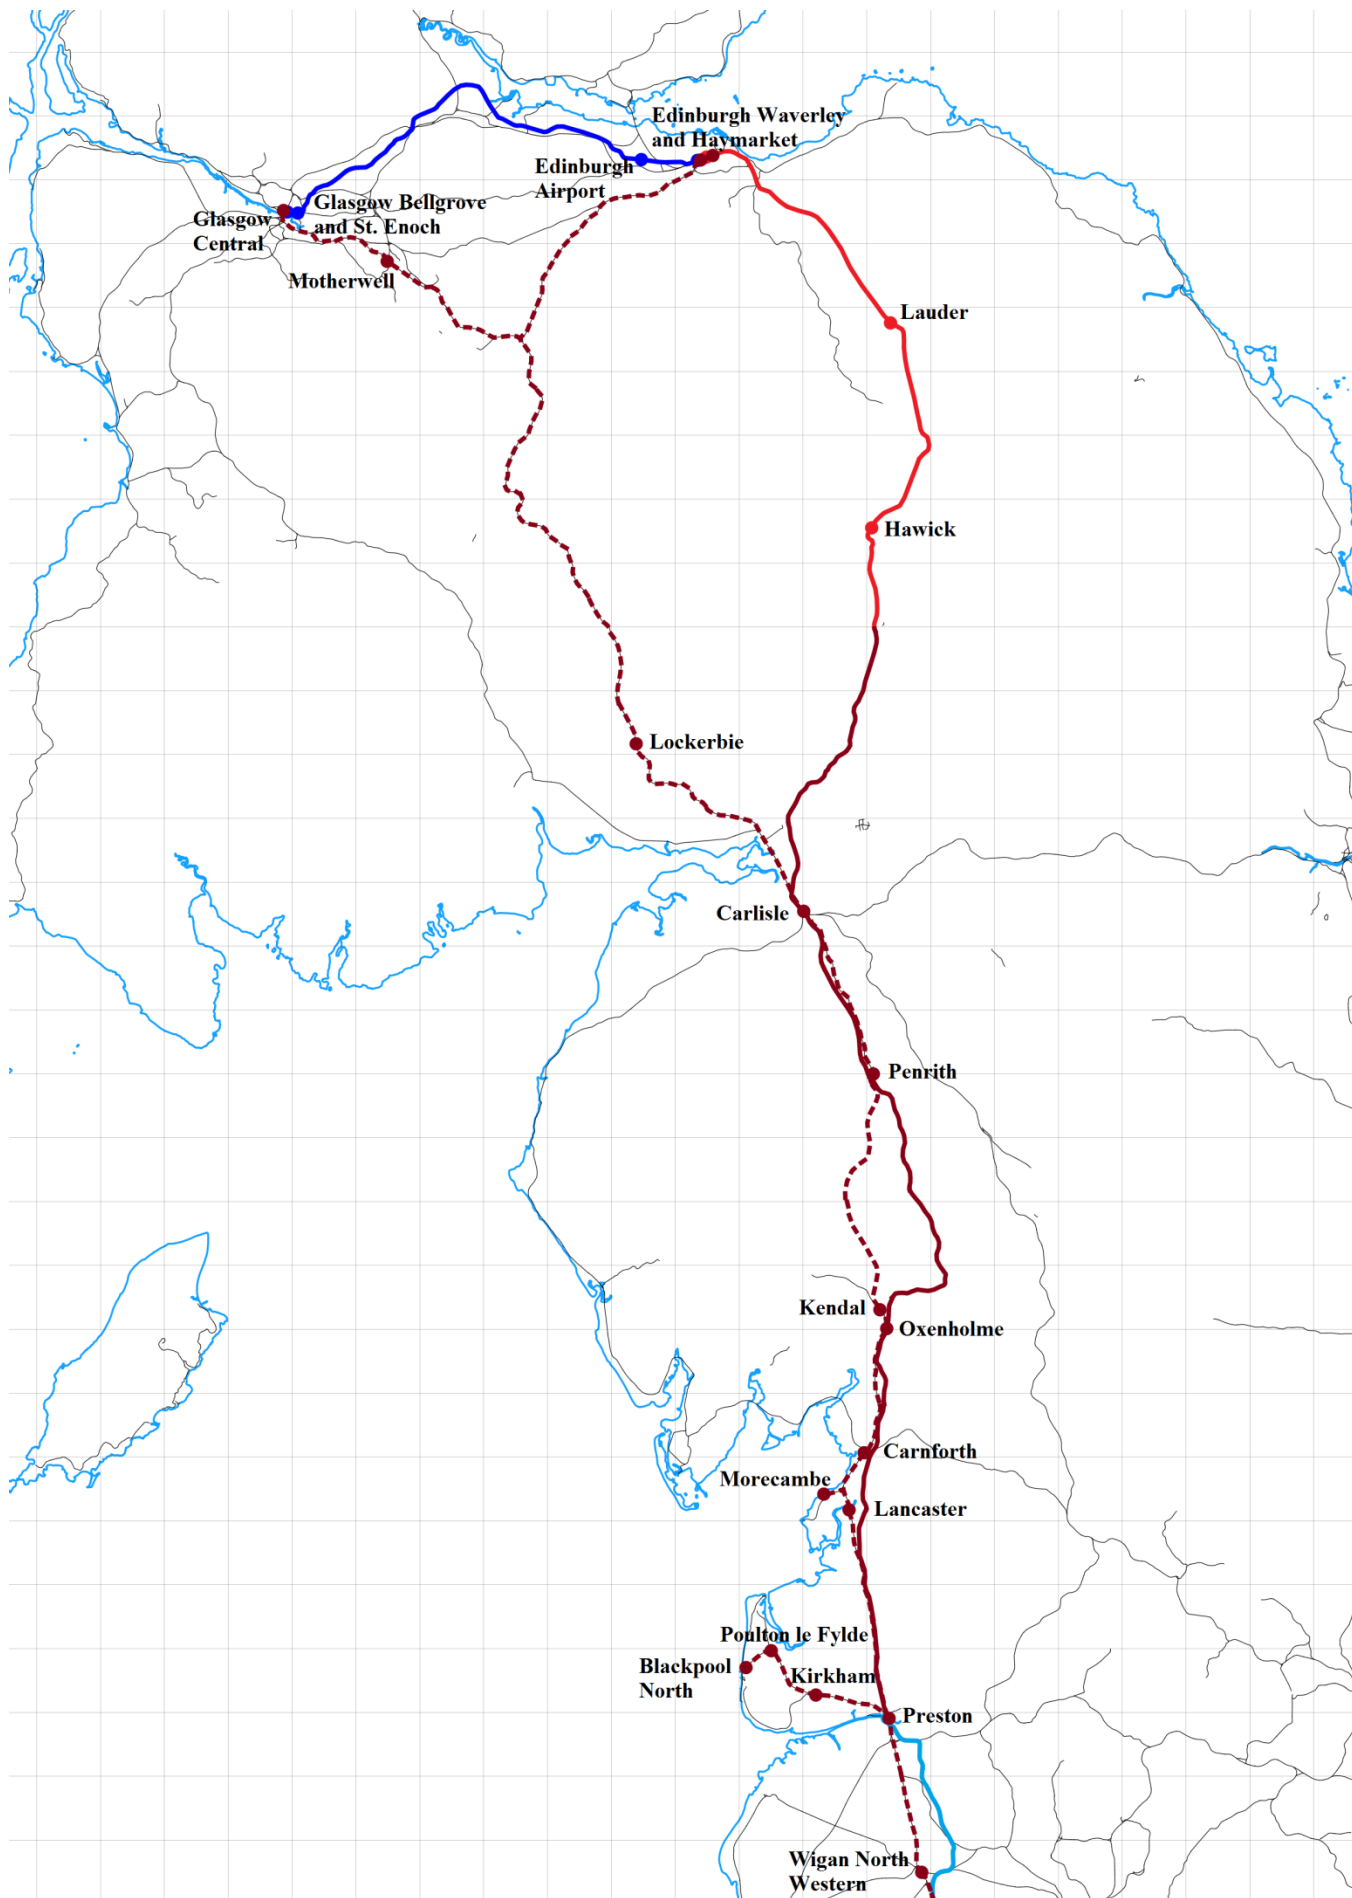 Edinburgh Waverley
and Haymarket
Edinburgh
Airport
Glasgow Bellgrove
and St. Enoch
Glasgow
Central
Motherwell
Lauder
Hawick
Lockerbie
Carlisle
Penrith
Kendal
Oxenholme
Carnforth
Morecambe
Lancaster
Poulton le Fylde
Blackpool
North
Kirkham
Preston
Wigan North
Western